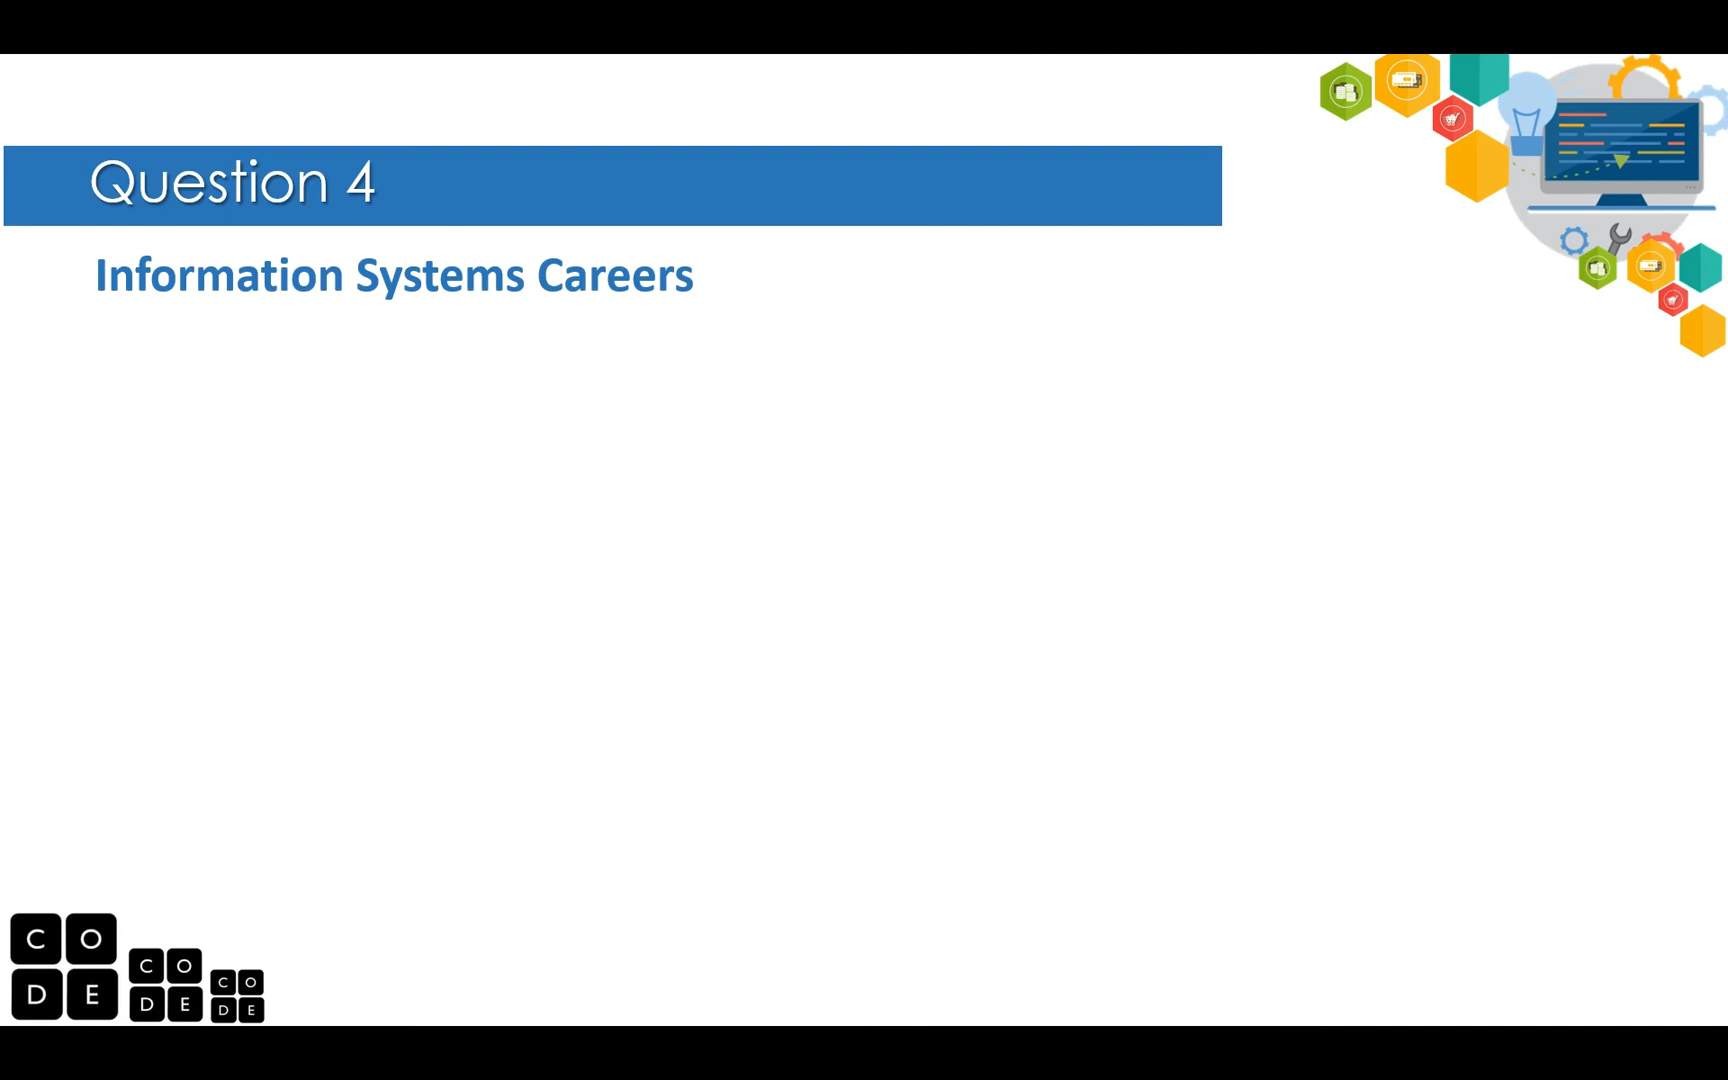 Question 4
Information Systems Careers
C O
D E
C O
D E
C O
D E